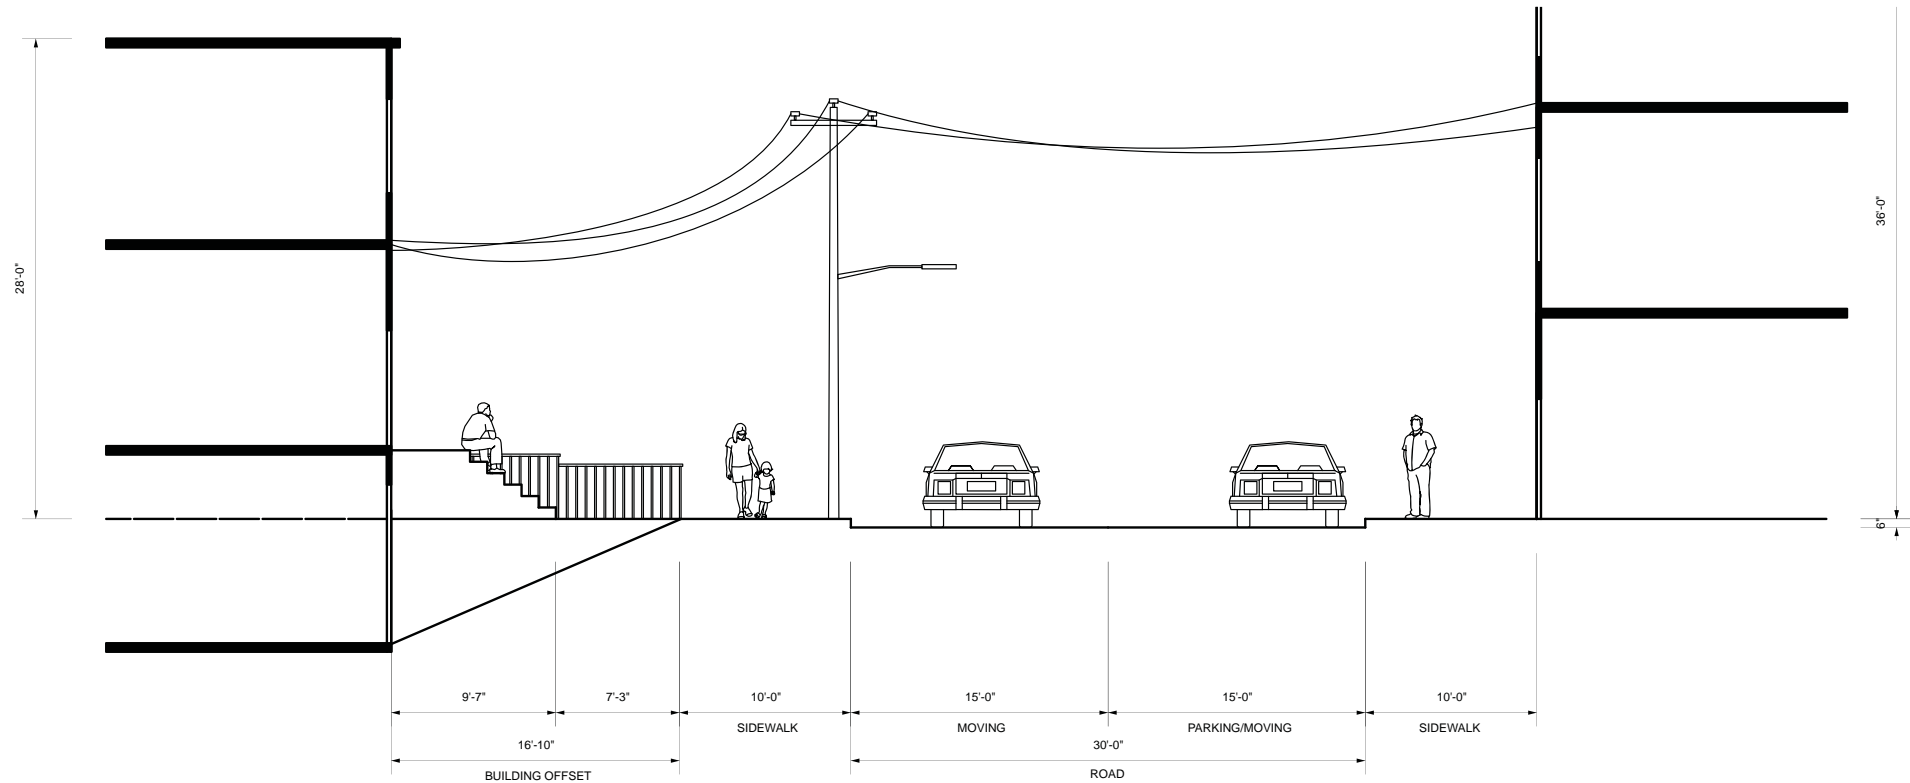 28'-0"
36'-0"
6"
9'-7"
7'-3"
10'-0"
15'-0"
15'-0"
10'-0"
SIDEWALK
MOVING
PARKING/MOVING
SIDEWALK
16'-10"
30'-0"
BUILDING OFFSET
ROAD